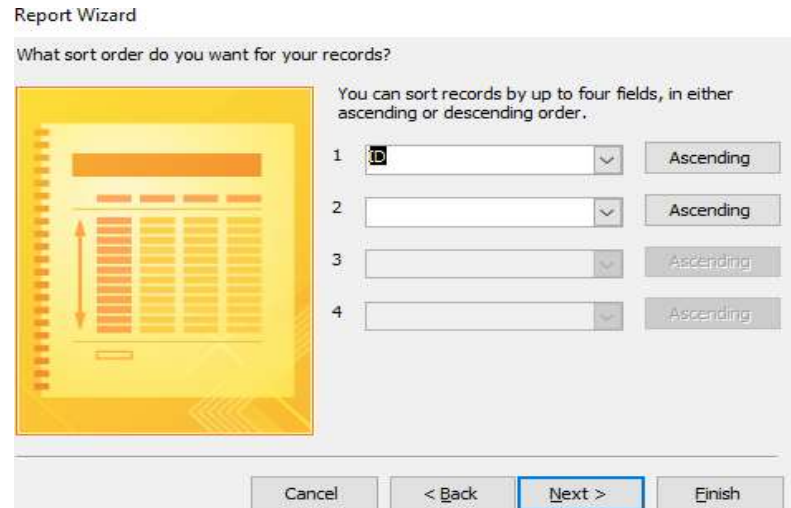 Report Wizard
What sort order do you want for your records?
You can sort records by up to four fields, in either
ascending or descending order.
1 ID Ascending
2 Ascending
3 Ascending
4 Ascending
Cancel < Back Next > Finish